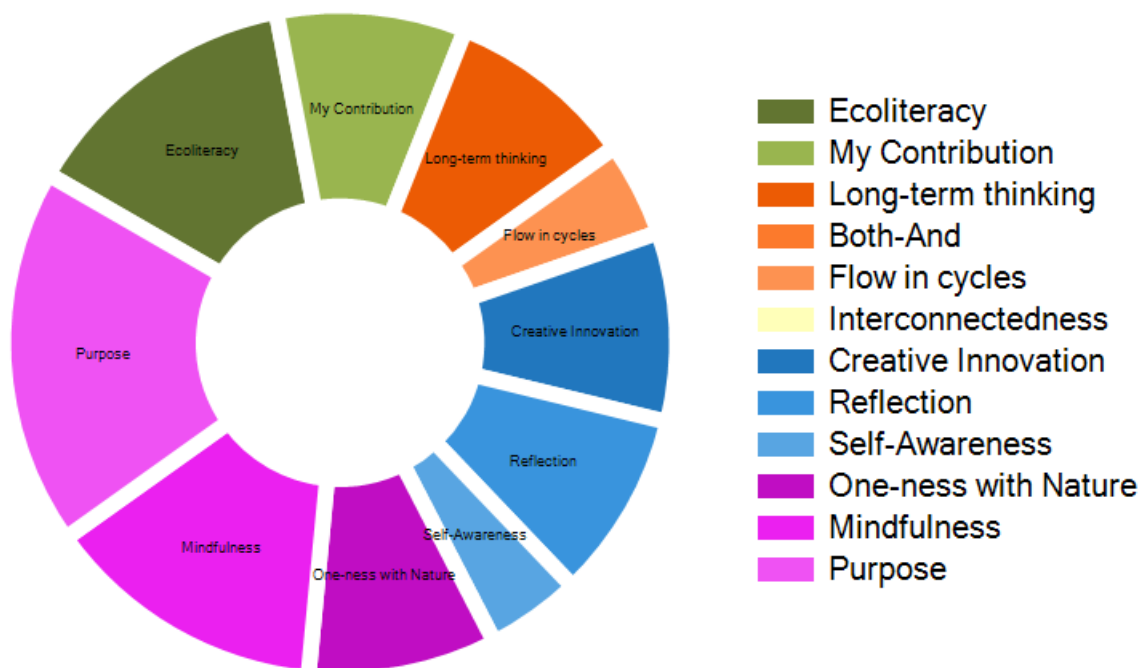 My Contribution
Ecoliteracy
Long-term thinking
Flow in cycles
Creative Innovation
Purpose
Reflection
Self-Awareness
Mindfulness
One-ness with Nature
Ecoliteracy
My Contribution
Long-term thinking
Both-And
Flow in cycles
Interconnectedness
Creative Innovation
Reflection
Self-Awareness
One-ness with Nature
Mindfulness
Purpose